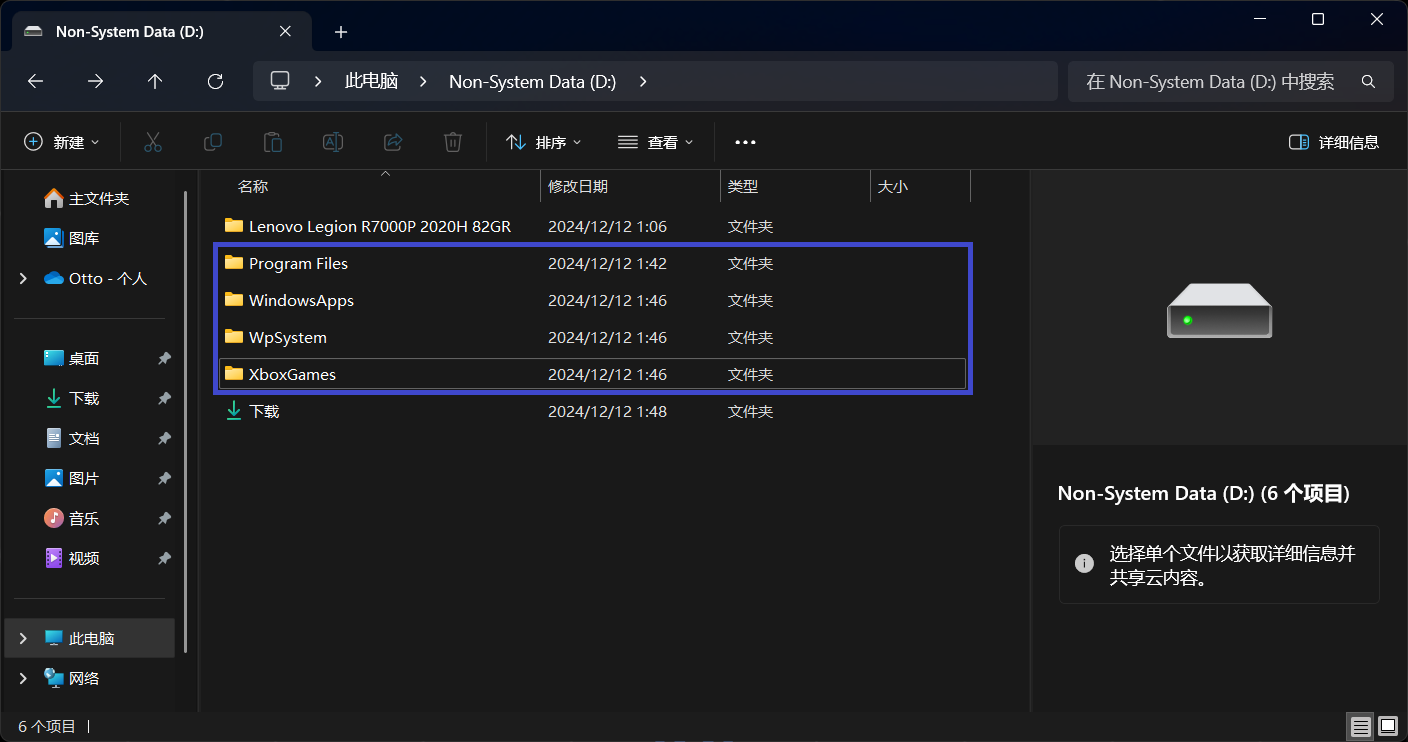 Non-System Data (D:)
此电脑 Non-System Data (D:)
在 Non-System Data (D:) 中搜索
新建 排序 查看 详细信息
主文件夹
图库
Otto - 个人
桌面
下载
文档
图片
音乐
视频
此电脑
网络
名称 修改日期 类型 大小
Lenovo Legion R7000P 2020H 82GR 2024/12/12 1:06 文件夹
Program Files 2024/12/12 1:42 文件夹
WindowsApps 2024/12/12 1:46 文件夹
WpSystem 2024/12/12 1:46 文件夹
XboxGames 2024/12/12 1:46 文件夹
下载 2024/12/12 1:48 文件夹
Non-System Data (D:) (6 个项目)
选择单个文件以获取详细信息并
共享云内容。
6 个项目